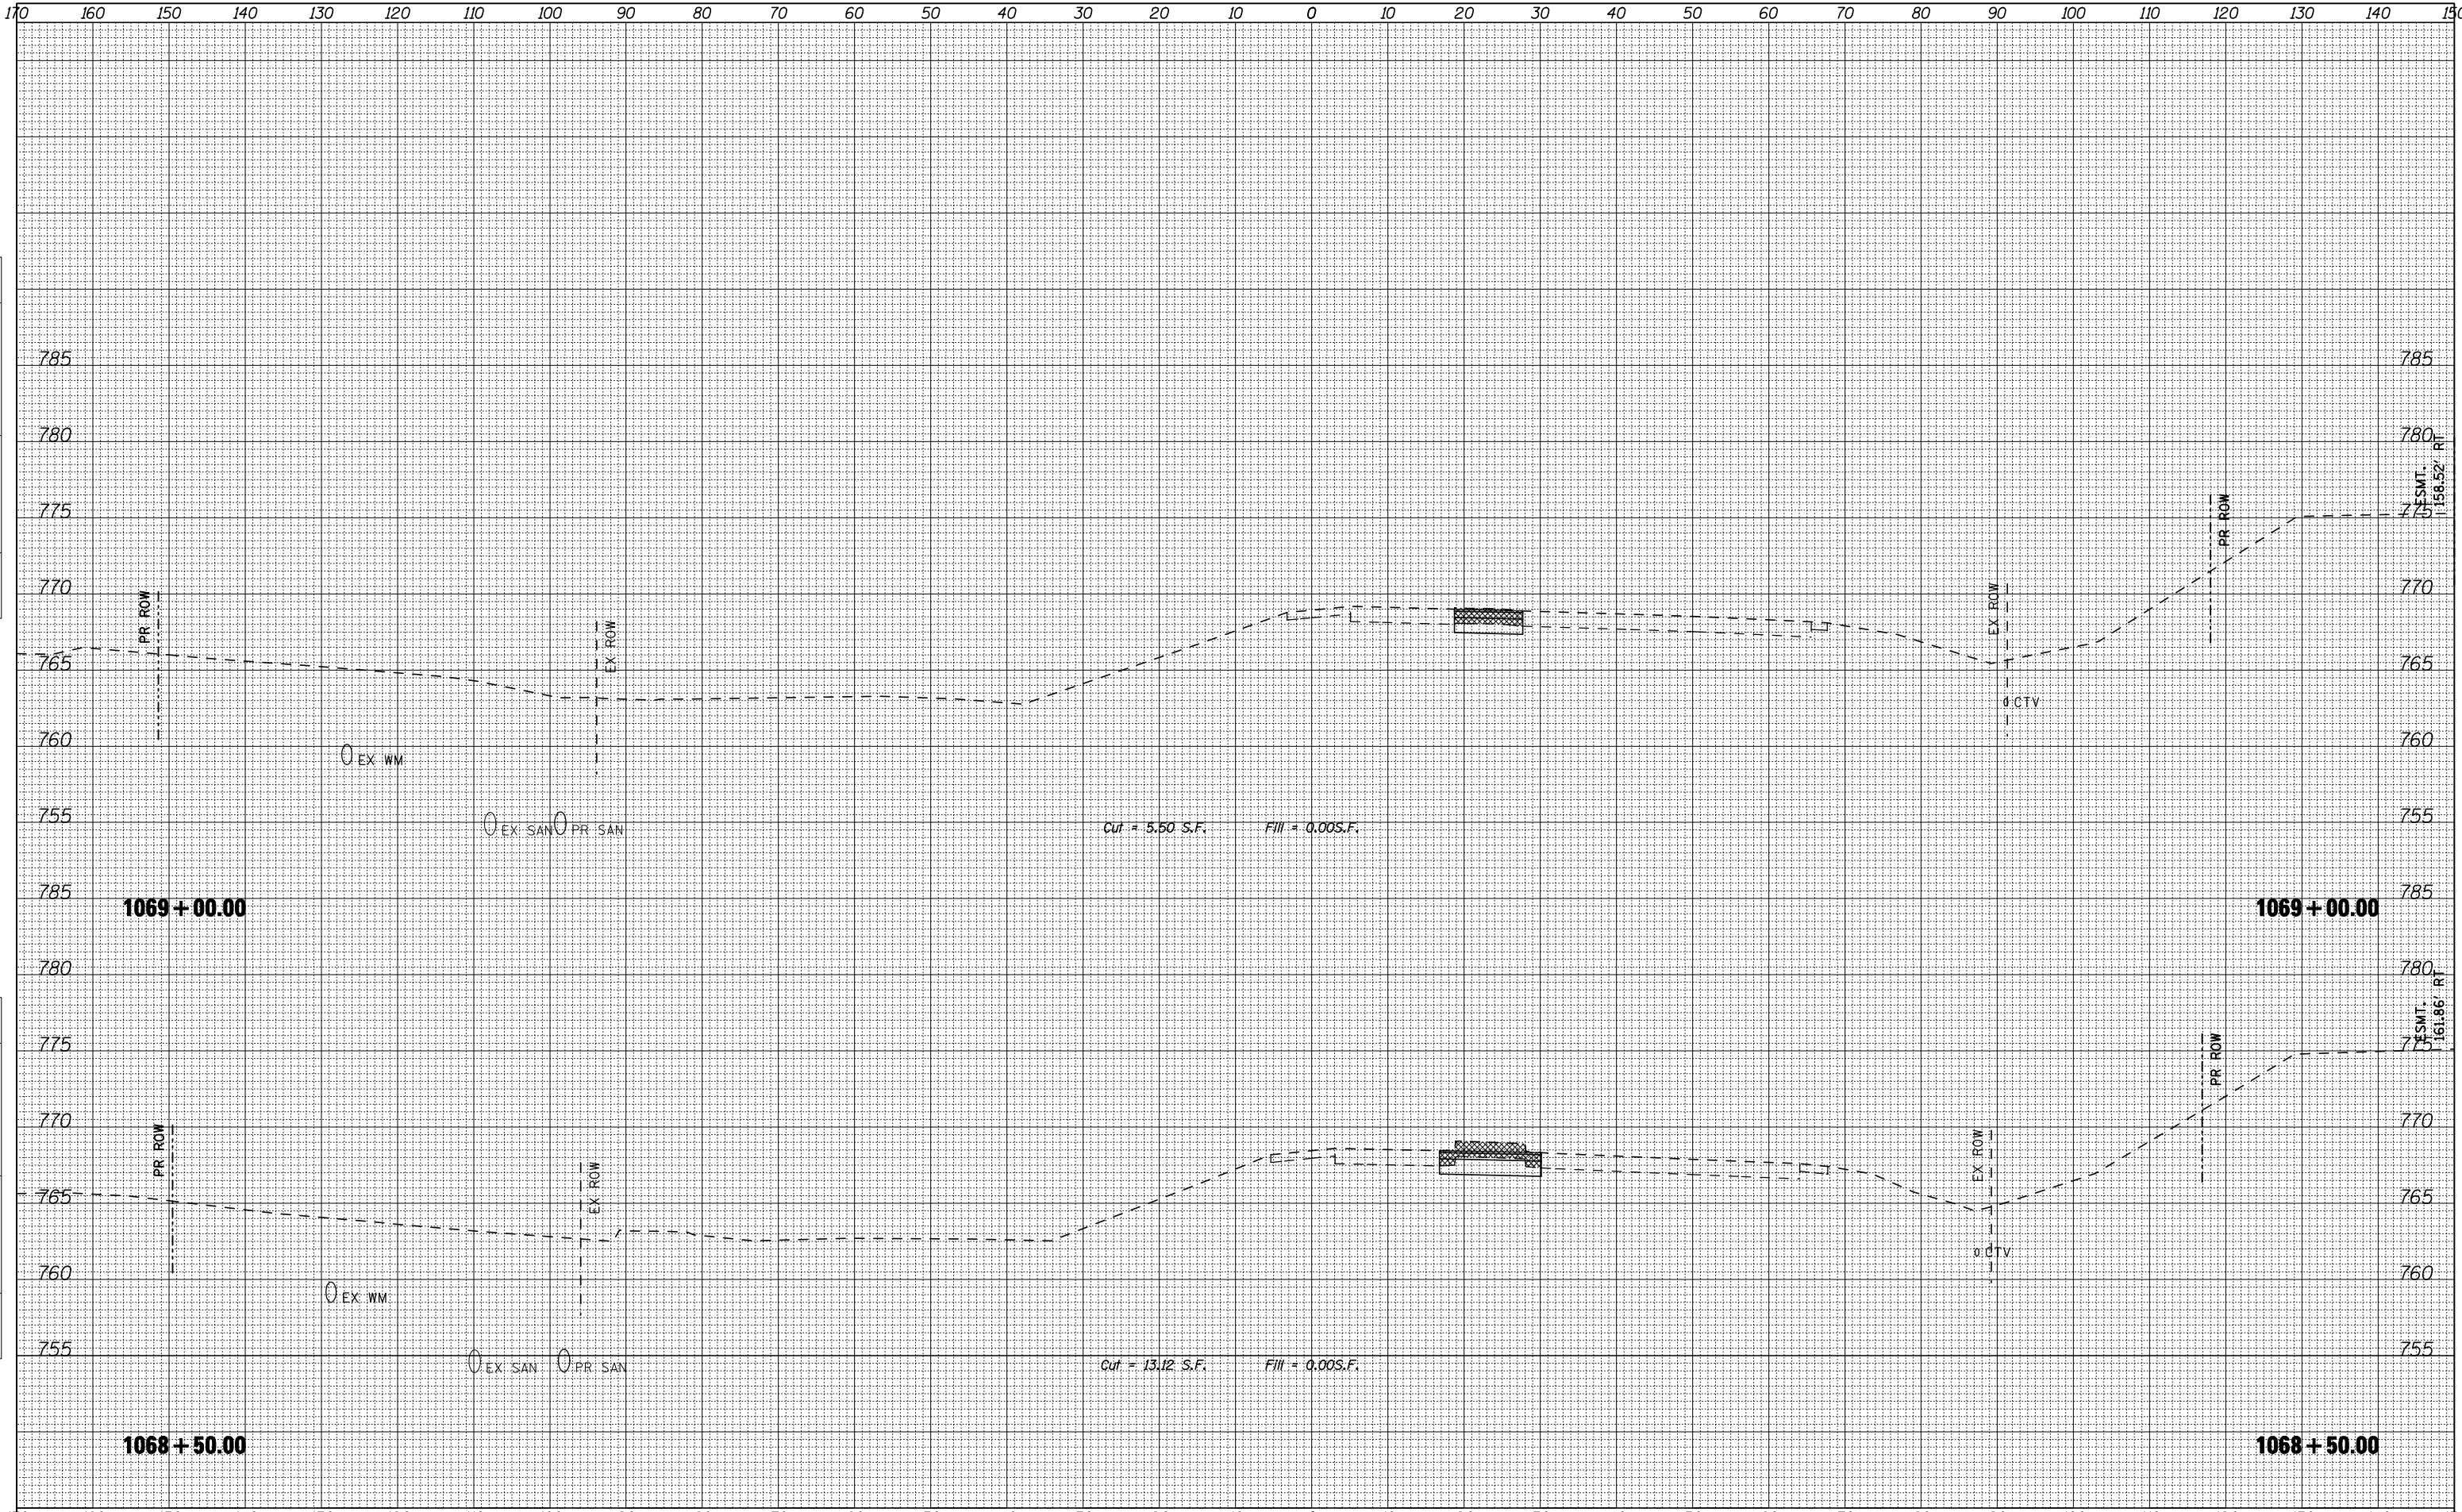 170 160 150 140 130 120 110 100 90 80 70 60 50 40 30 20 10 0 10 20 30 40 50 60 70 80 90 100 110 120 130 140 150
785 785
780 780
ESMT.
158.52' RT
775 775
PR ROW
770 770
PR ROW
EX ROW
EX ROW
765 765
CTV
760 760
EX WM
755 755
EX SAN PR SAN
Cut = 5.50 S.F. Fill = 0.00S.F.
785 785
1069+00.00 1069+00.00
780 780
ESMT.
161.86' RT
775 775
PR ROW
770 770
PR ROW
EX ROW
EX ROW
765 765
CTV
760 760
EX WM
755 755
EX SAN PR SAN
Cut = 13.12 S.F. Fill = 0.00S.F.
1068+50.00 1068+50.00